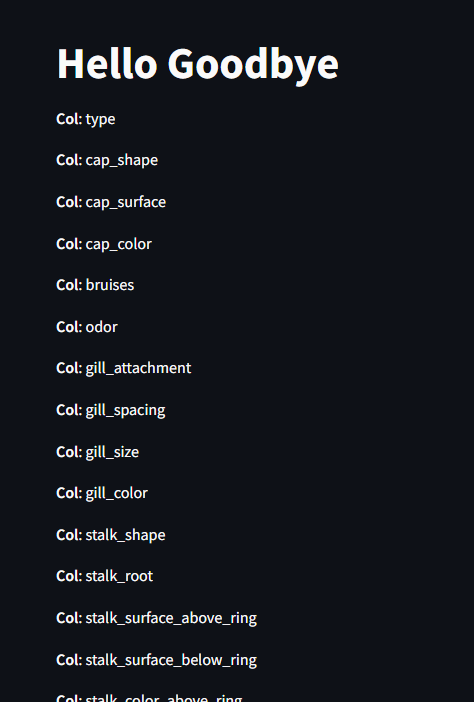 Hello Goodbye
Col: type
Col: cap_shape
Col: cap_surface
Col: cap_color
Col: bruises
Col: odor
Col: gill_attachment
Col: gill_spacing
Col: gill_size
Col: gill_color
Col: stalk_shape
Col: stalk_root
Col: stalk_surface_above_ring
Col: stalk_surface_below_ring
Col: stalk_color_above_ring